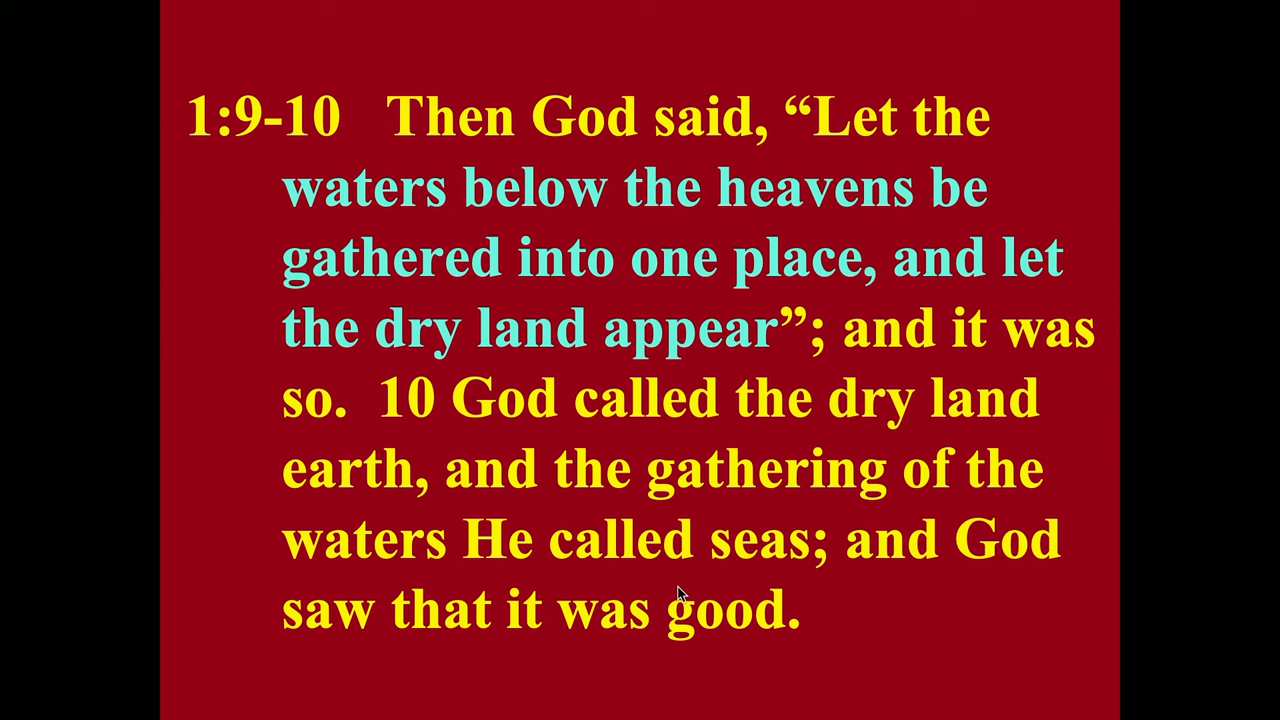 1:9-10   Then God said, “Let the
waters below the heavens be
gathered into one place, and let
the dry land appear”; and it was
so.  10 God called the dry land
earth, and the gathering of the
waters He called seas; and God
saw that it was good.